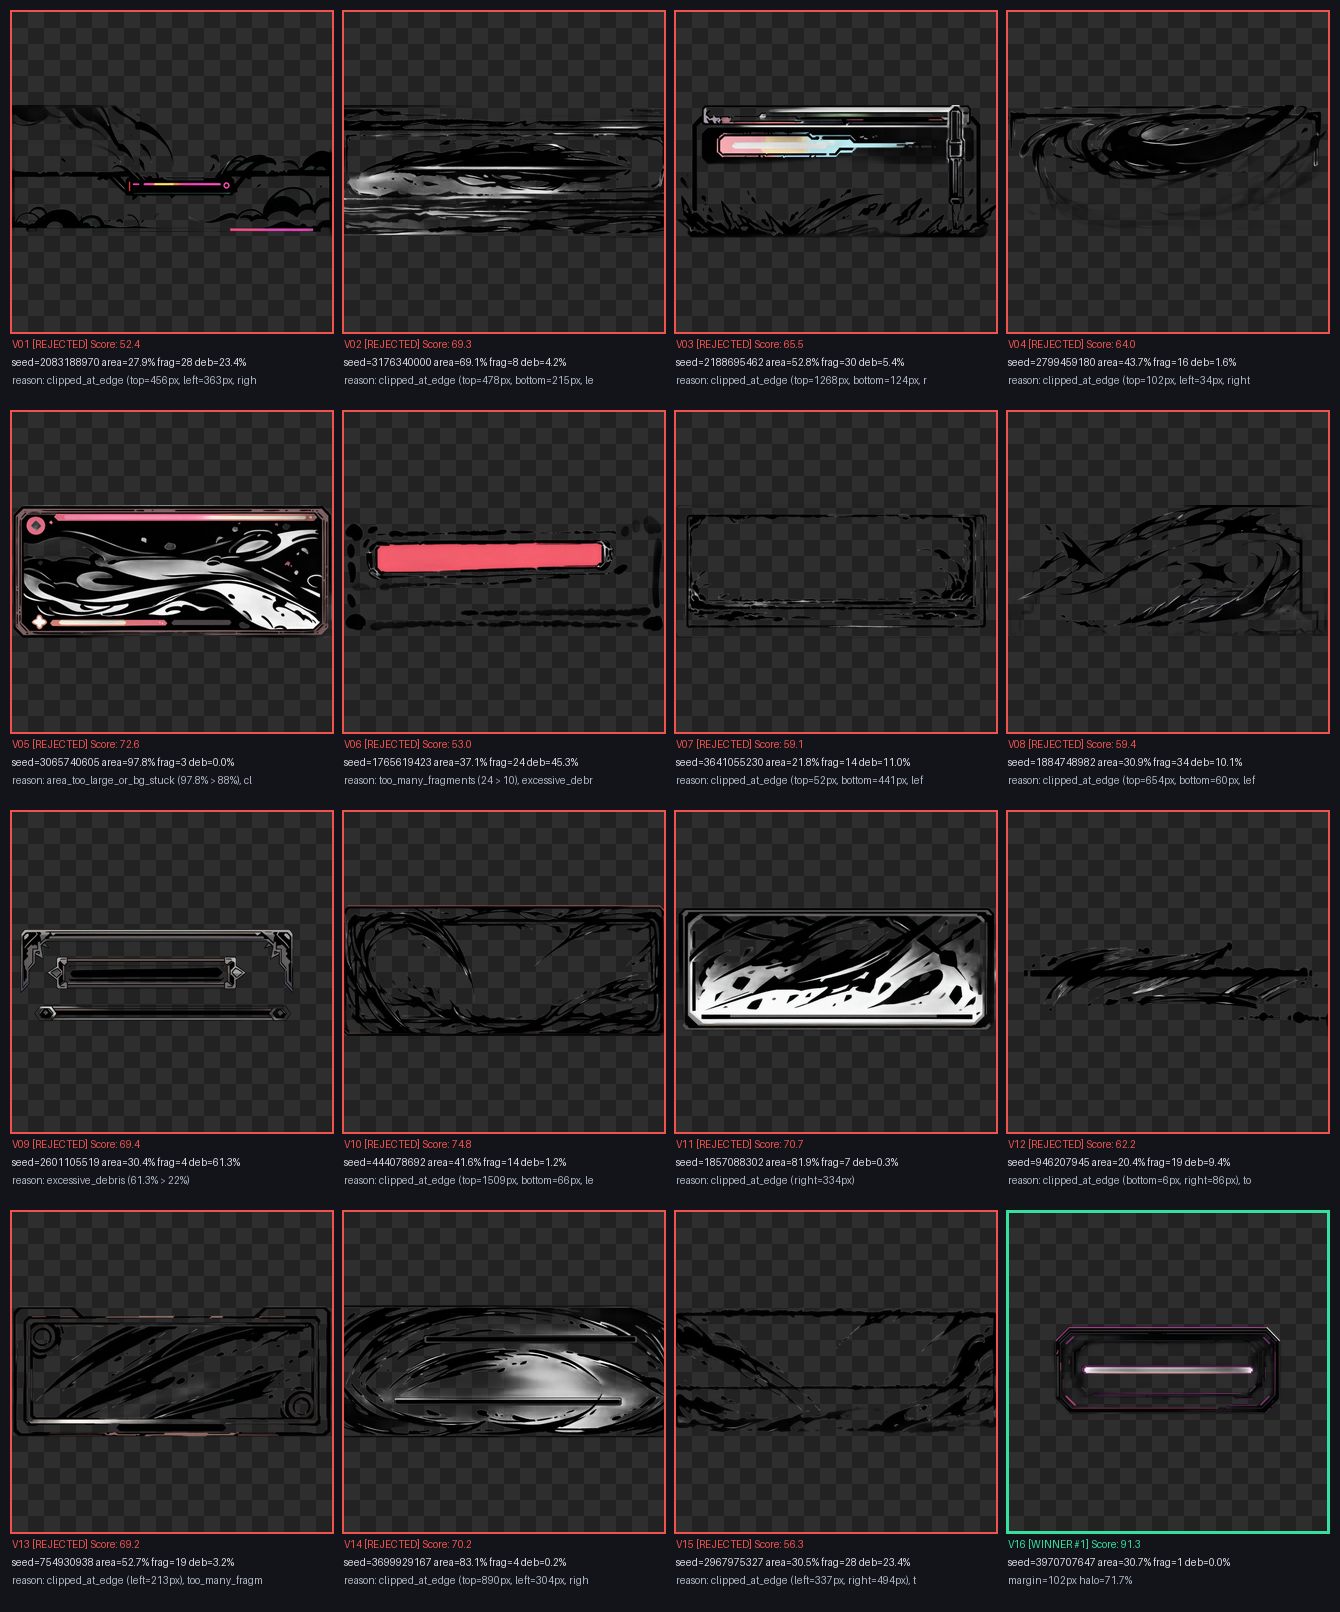 V01 [REJECTED] Score: 52.4
seed=2083188970 area=27.9% frag=28 deb=23.4%
reason: clipped_at_edge (top=456px, left=363px, righ
V02 [REJECTED] Score: 69.3
seed=3176340000 area=69.1% frag=8 deb=4.2%
reason: clipped_at_edge (top=478px, bottom=215px, le
V03 [REJECTED] Score: 65.5
seed=2188695462 area=52.8% frag=30 deb=5.4%
reason: clipped_at_edge (top=1268px, bottom=124px, r
V04 [REJECTED] Score: 64.0
seed=2799459180 area=43.7% frag=16 deb=1.6%
reason: clipped_at_edge (top=102px, left=34px, right
V05 [REJECTED] Score: 72.6
seed=3065740605 area=97.8% frag=3 deb=0.0%
reason: area_too_large_or_bg_stuck (97.8% > 88%), cl
V06 [REJECTED] Score: 53.0
seed=1765619423 area=37.1% frag=24 deb=45.3%
reason: too_many_fragments (24 > 10), excessive_debr
V07 [REJECTED] Score: 59.1
seed=3641055230 area=21.8% frag=14 deb=11.0%
reason: clipped_at_edge (top=52px, bottom=441px, lef
V08 [REJECTED] Score: 59.4
seed=1884748982 area=30.9% frag=34 deb=10.1%
reason: clipped_at_edge (top=654px, bottom=60px, lef
V09 [REJECTED] Score: 69.4
seed=2601105519 area=30.4% frag=4 deb=61.3%
reason: excessive_debris (61.3% > 22%)
V10 [REJECTED] Score: 74.8
seed=444078692 area=41.6% frag=14 deb=1.2%
reason: clipped_at_edge (top=1509px, bottom=66px, le
V11 [REJECTED] Score: 70.7
seed=1857088302 area=81.9% frag=7 deb=0.3%
reason: clipped_at_edge (right=334px)
V12 [REJECTED] Score: 62.2
seed=946207945 area=20.4% frag=19 deb=9.4%
reason: clipped_at_edge (bottom=6px, right=86px), to
V13 [REJECTED] Score: 69.2
seed=754930938 area=52.7% frag=19 deb=3.2%
reason: clipped_at_edge (left=213px), too_many_fragm
V14 [REJECTED] Score: 70.2
seed=3699929167 area=83.1% frag=4 deb=0.2%
reason: clipped_at_edge (top=890px, left=304px, righ
V15 [REJECTED] Score: 56.3
seed=2967975327 area=30.5% frag=28 deb=23.4%
reason: clipped_at_edge (left=337px, right=494px), t
V16 [WINNER #1] Score: 91.3
seed=3970707647 area=30.7% frag=1 deb=0.0%
margin=102px halo=71.7%